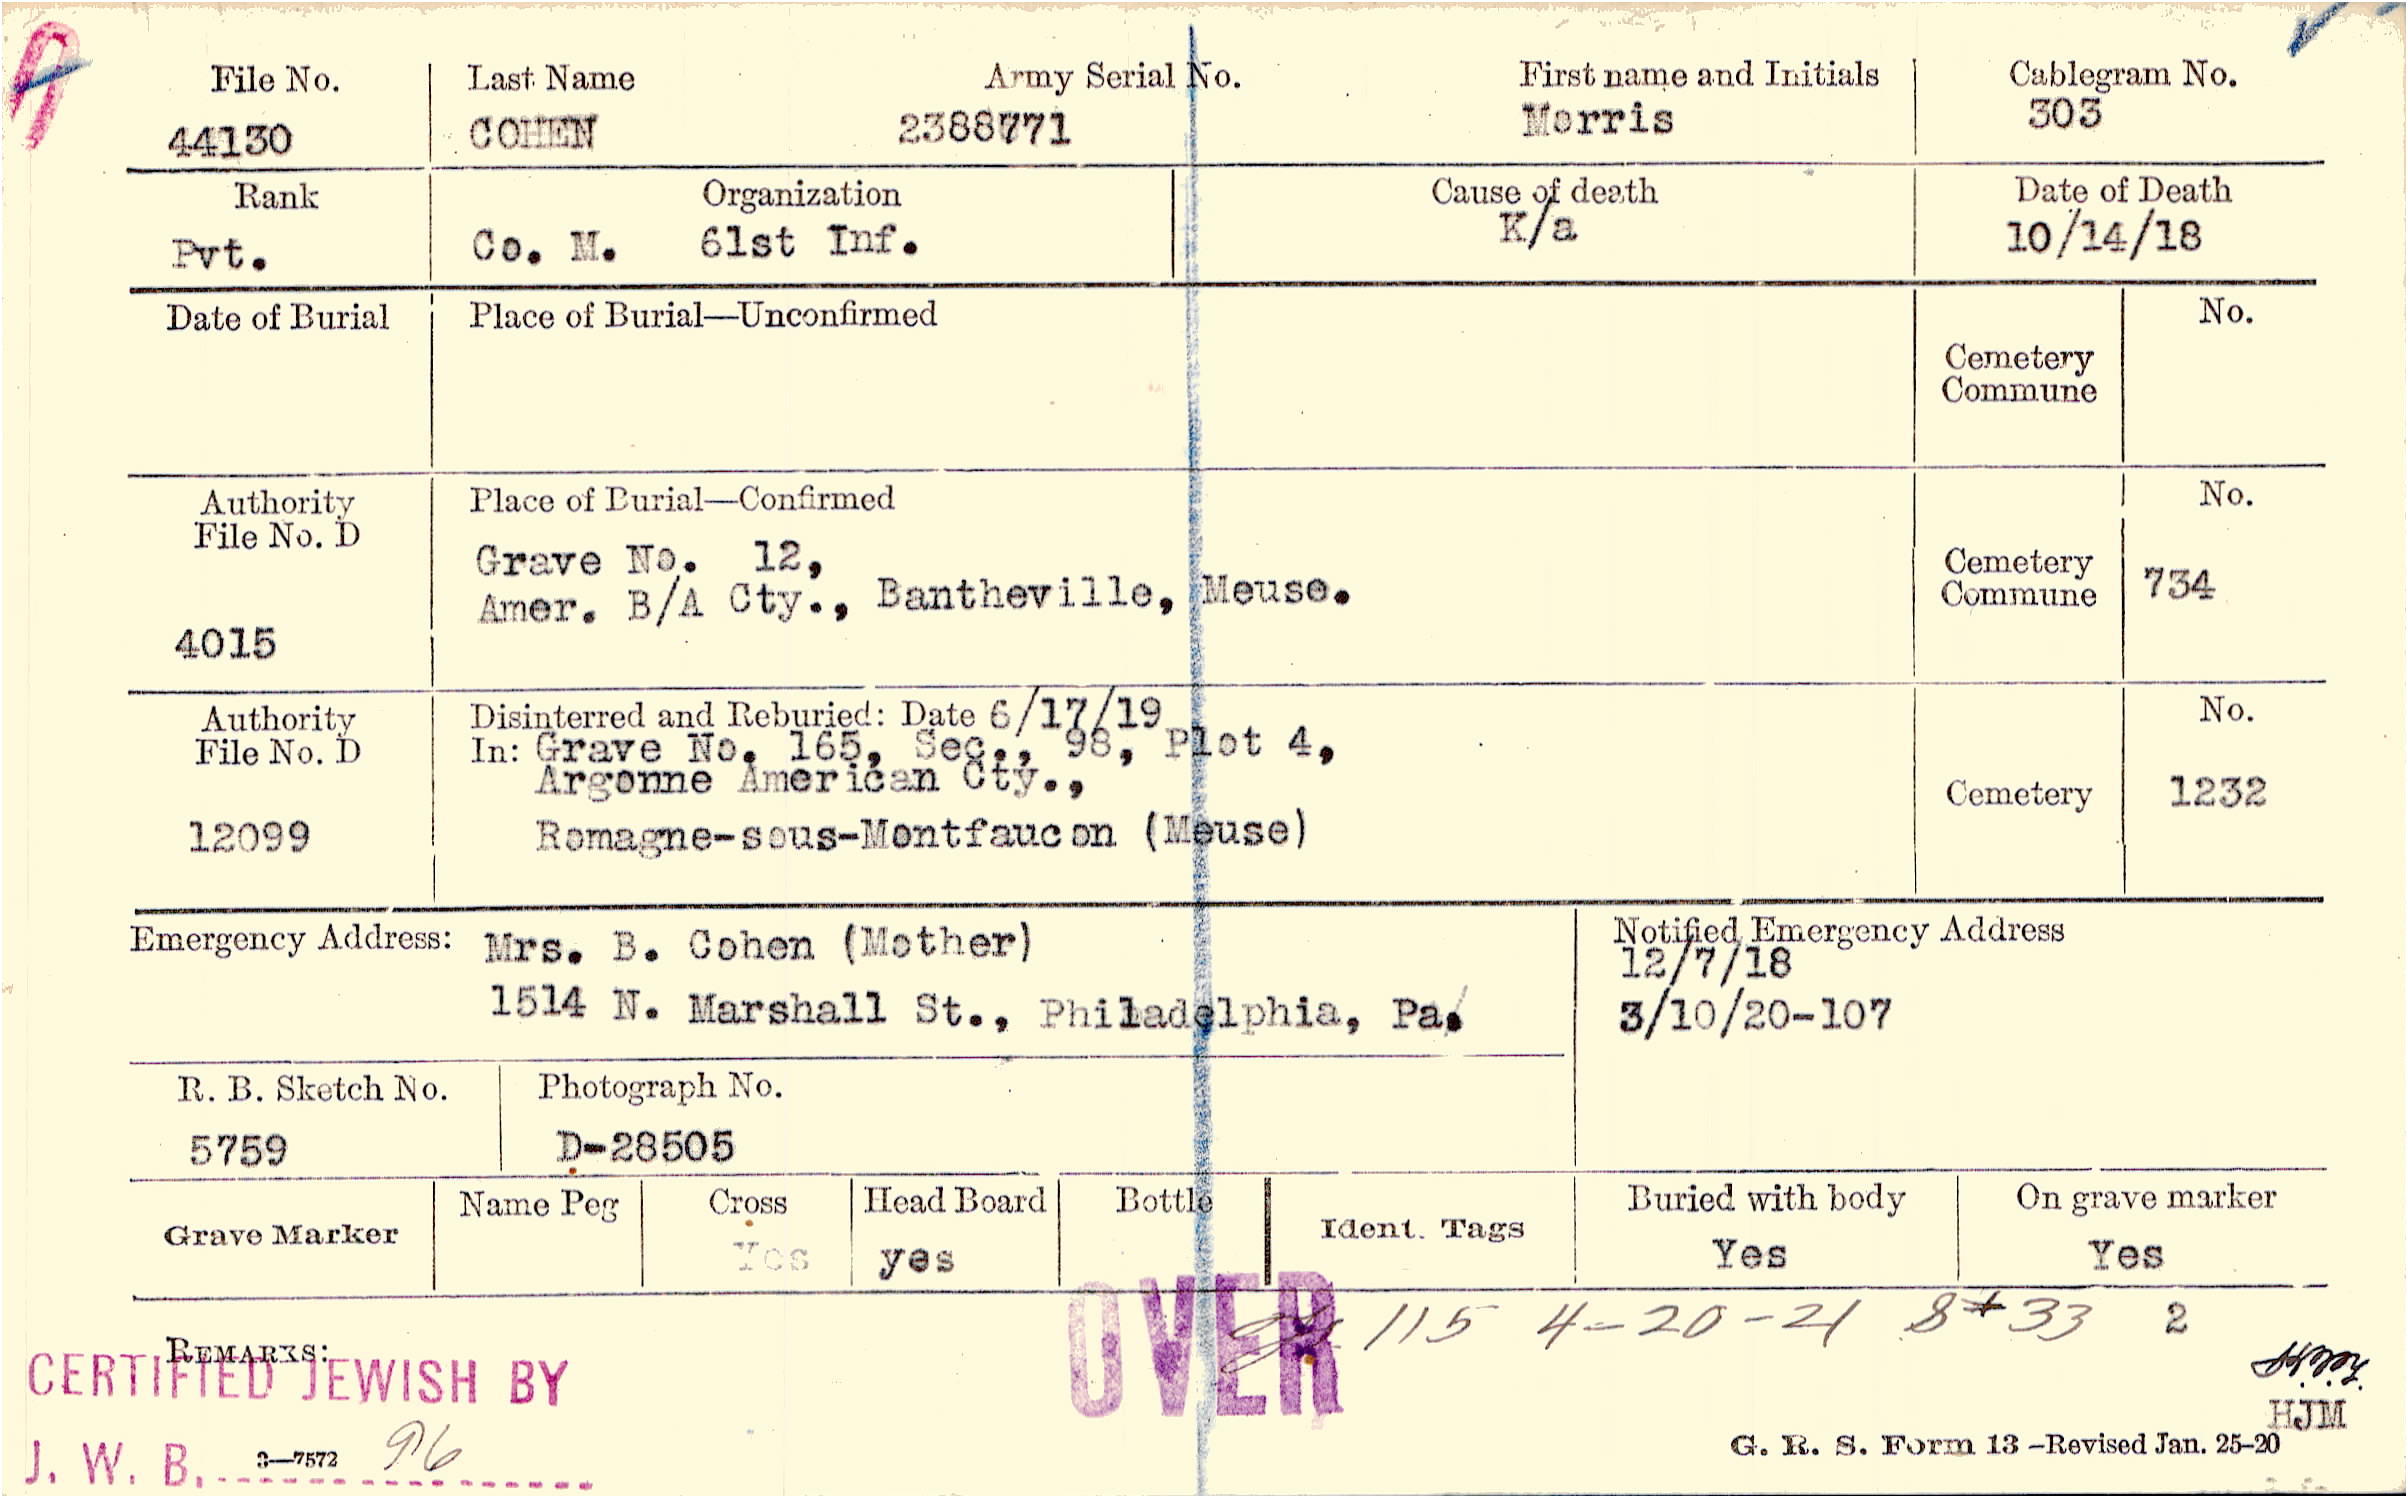 File No. Last Name Army Serial No. First name and Initials Cablegram No.
44130 COHEN 2388771 Morris 303
Rank Organization Cause of death Date of Death
Pvt. Co. M. 61st Inf. K/a 10/14/18
Date of Burial Place of Burial—Unconfirmed No.
Cemetery
Commune
Authority Place of Burial—Confirmed No.
File No. D
Grave No. 12,
Amer. B/A Cty., Bantheville, Meuse.
Cemetery
Commune 734
4015
Authority Disinterred and Reburied: Date 6/17/19 No.
File No. D In: Grave No. 165, Sec., 98, Plot 4,
Argonne American Cty.,
Cemetery 1232
12099 Romagne-sous-Montfaucon (Meuse)
Emergency Address: Mrs. B. Cohen (Mother) Notified Emergency Address
12/7/18
1514 N. Marshall St., Philadelphia, Pa. 3/10/20-107
R. B. Sketch No. Photograph No.
5759 D-28505
Grave Marker Name Peg Cross Head Board Bottle Ident. Tags Buried with body On grave marker
Yes yes Yes Yes
OVER
115 4-20-21 8 33 2
REMARKS:
CERTIFIED JEWISH BY
HJM
J. W. B. 3—7572 96
G. R. S. Form 13 -Revised Jan. 25-20